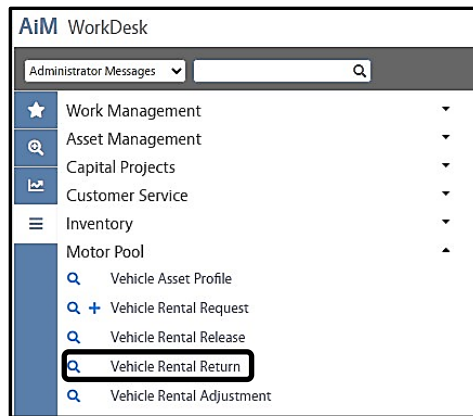 AiM WorkDesk
Administrator Messages
Work Management
Asset Management
Capital Projects
Customer Service
Inventory
Motor Pool
Vehicle Asset Profile
Vehicle Rental Request
Vehicle Rental Release
Vehicle Rental Return
Vehicle Rental Adjustment